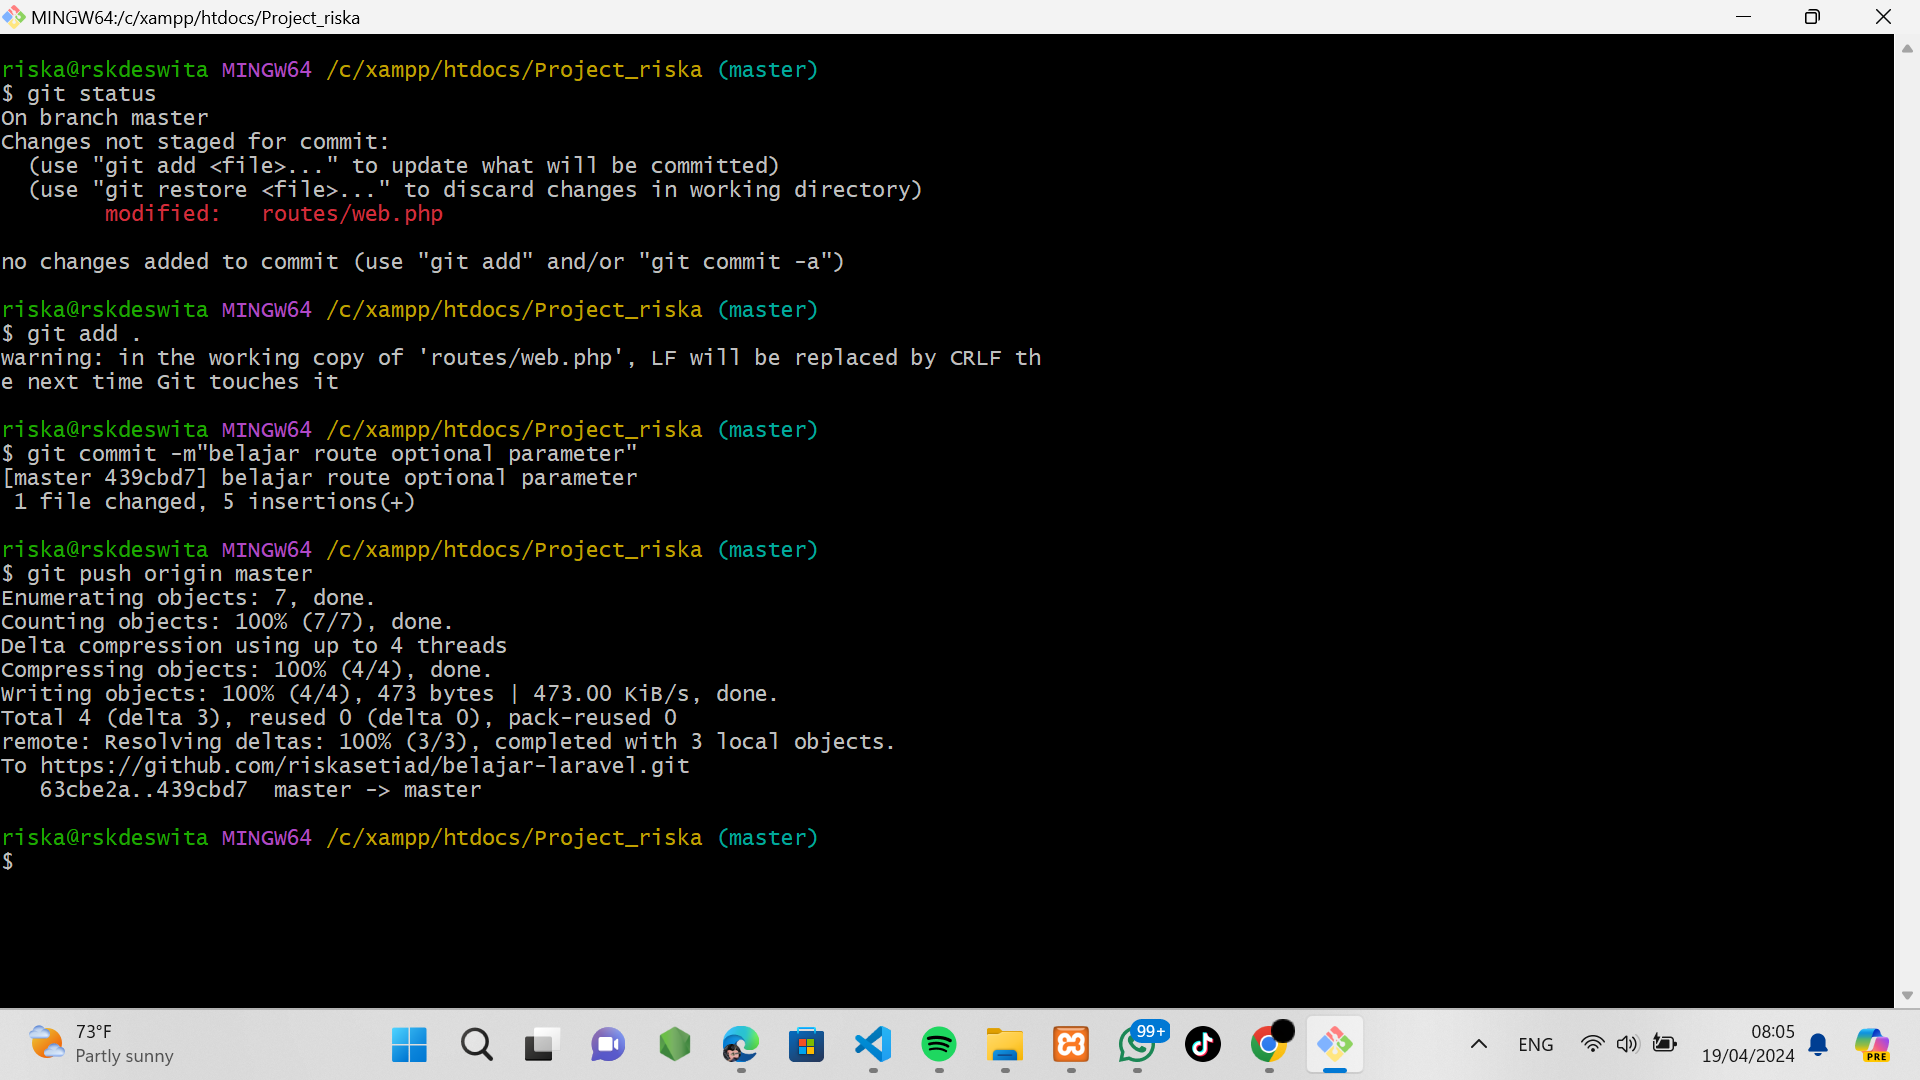 MINGW64:/c/xampp/htdocs/Project_riska
riska@rskdeswita MINGW64 /c/xampp/htdocs/Project_riska (master)
$ git status
On branch master
Changes not staged for commit:
  (use "git add <file>..." to update what will be committed)
  (use "git restore <file>..." to discard changes in working directory)
        modified:   routes/web.php
no changes added to commit (use "git add" and/or "git commit -a")
riska@rskdeswita MINGW64 /c/xampp/htdocs/Project_riska (master)
$ git add .
warning: in the working copy of 'routes/web.php', LF will be replaced by CRLF th
e next time Git touches it
riska@rskdeswita MINGW64 /c/xampp/htdocs/Project_riska (master)
$ git commit -m"belajar route optional parameter"
[master 439cbd7] belajar route optional parameter
 1 file changed, 5 insertions(+)
riska@rskdeswita MINGW64 /c/xampp/htdocs/Project_riska (master)
$ git push origin master
Enumerating objects: 7, done.
Counting objects: 100% (7/7), done.
Delta compression using up to 4 threads
Compressing objects: 100% (4/4), done.
Writing objects: 100% (4/4), 473 bytes | 473.00 KiB/s, done.
Total 4 (delta 3), reused 0 (delta 0), pack-reused 0
remote: Resolving deltas: 100% (3/3), completed with 3 local objects.
To https://github.com/riskasetiad/belajar-laravel.git
   63cbe2a..439cbd7  master -> master
riska@rskdeswita MINGW64 /c/xampp/htdocs/Project_riska (master)
$
73°F
Partly sunny
99+
ENG
08:05
19/04/2024
PRE